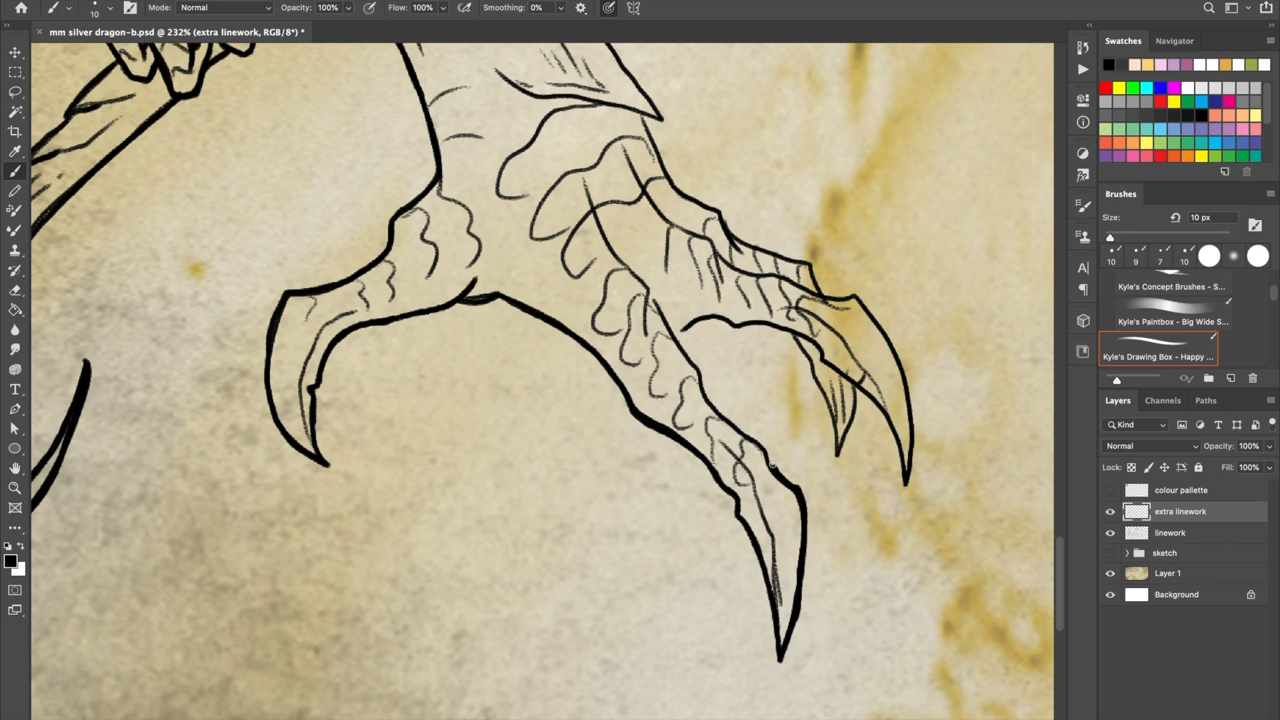 10
Mode: Normal
Opacity: 100%
Flow: 100%
Smoothing: 0%
× mm silver dragon-b.psd @ 232% (extra linework, RGB/8*) *
Swatches Navigator
Brushes
Size: 10 px
10 9 7 10
Kyle's Concept Brushes - S...
Kyle's Paintbox - Big Wide S...
Kyle's Drawing Box - Happy ...
Layers Channels Paths
Kind
Normal Opacity: 100%
Lock: Fill: 100%
colour pallette
extra linework
linework
sketch
Layer 1
Background